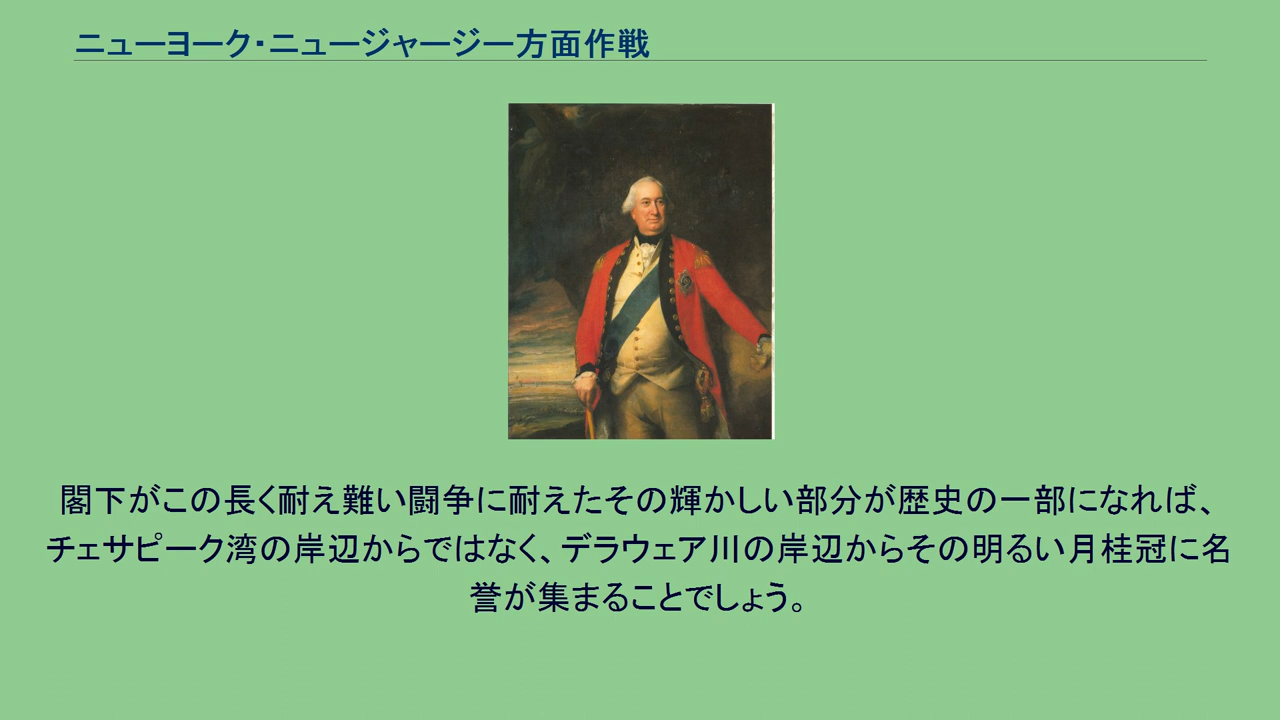 ニューヨーク・ニュージャージー方面作戦
閣下がこの長く耐え難い闘争に耐えたその輝かしい部分が歴史の一部になれば、
チェサピーク湾の岸辺からではなく、デラウェア川の岸辺からその明るい月桂冠に名
誉が集まることでしょう。